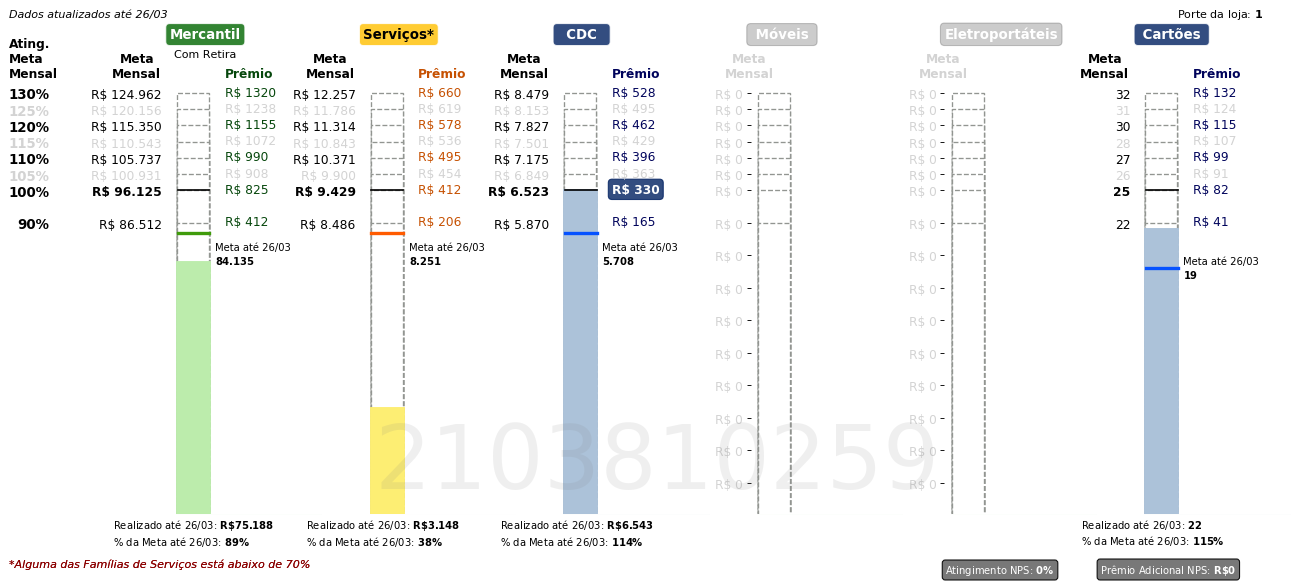 Dados atualizados até 26/03
Porte da loja: 1
Mercantil Serviços* CDC Móveis Eletroportáteis Cartões
Com Retira
Ating. Meta Mensal
Meta Mensal Prêmio Meta Mensal Prêmio Meta Mensal Prêmio Meta Mensal Meta Mensal Meta Mensal Prêmio
130% R$ 124.962 R$ 1320 R$ 12.257 R$ 660 R$ 8.479 R$ 528 R$ 0 R$ 0 32 R$ 132
125% R$ 120.156 R$ 1238 R$ 11.786 R$ 619 R$ 8.153 R$ 495 R$ 0 R$ 0 31 R$ 124
120% R$ 115.350 R$ 1155 R$ 11.314 R$ 578 R$ 7.827 R$ 462 R$ 0 R$ 0 30 R$ 115
115% R$ 110.543 R$ 1072 R$ 10.843 R$ 536 R$ 7.501 R$ 429 R$ 0 R$ 0 28 R$ 107
110% R$ 105.737 R$ 990 R$ 10.371 R$ 495 R$ 7.175 R$ 396 R$ 0 R$ 0 27 R$ 99
105% R$ 100.931 R$ 908 R$ 9.900 R$ 454 R$ 6.849 R$ 363 R$ 0 R$ 0 26 R$ 91
100% R$ 96.125 R$ 825 R$ 9.429 R$ 412 R$ 6.523 R$ 330 R$ 0 R$ 0 25 R$ 82
90% R$ 86.512 R$ 412 R$ 8.486 R$ 206 R$ 5.870 R$ 165 R$ 0 R$ 0 22 R$ 41
Meta até 26/03 Meta até 26/03 Meta até 26/03 R$ 0 R$ 0 Meta até 26/03
84.135 8.251 5.708 19
R$ 0 R$ 0
R$ 0 R$ 0
R$ 0 R$ 0
R$ 0 R$ 0
R$ 0 R$ 0
R$ 0 R$ 0
R$ 0 R$ 0
2103810259
Realizado até 26/03: R$75.188 Realizado até 26/03: R$3.148 Realizado até 26/03: R$6.543 Realizado até 26/03: 22
% da Meta até 26/03: 89% % da Meta até 26/03: 38% % da Meta até 26/03: 114% % da Meta até 26/03: 115%
*Alguma das Famílias de Serviços está abaixo de 70%
Atingimento NPS: 0% Prêmio Adicional NPS: R$0